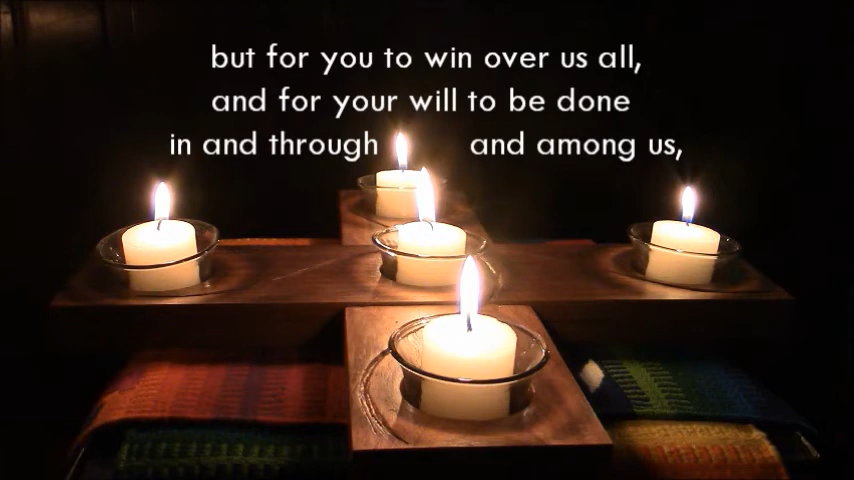 but for you to win over us all,
and for your will to be done
in and through and among us,